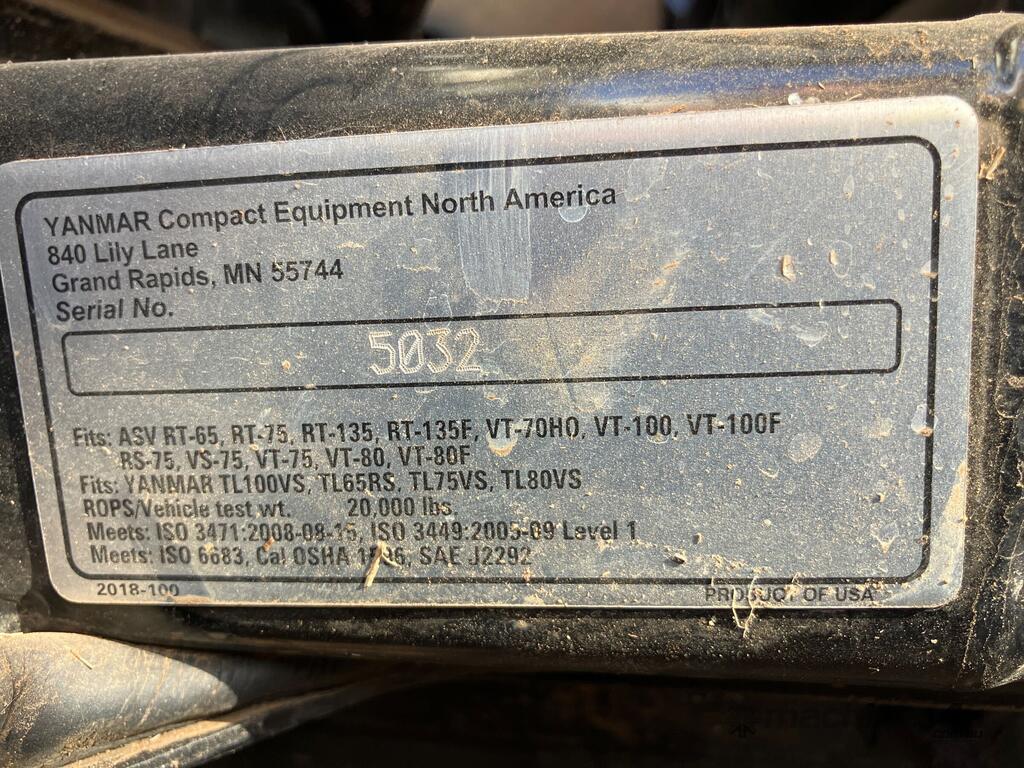 YANMAR Compact Equipment North America
840 Lily Lane
Grand Rapids, MN 55744
Serial No.
5032
Fits: ASV RT-65, RT-75, RT-135, RT-135F, VT-70HO, VT-100, VT-100F
RS-75, VS-75, VT-75, VT-80, VT-80F
Fits: YANMAR TL100VS, TL65RS, TL75VS, TL80VS
ROPS/Vehicle test wt. 20,000 lbs.
Meets: ISO 3471:2008-08-15, ISO 3449:2005-09 Level 1
Meets: ISO 6683, Cal OSHA 1596, SAE J2292
2018-100 PRODUCT OF USA